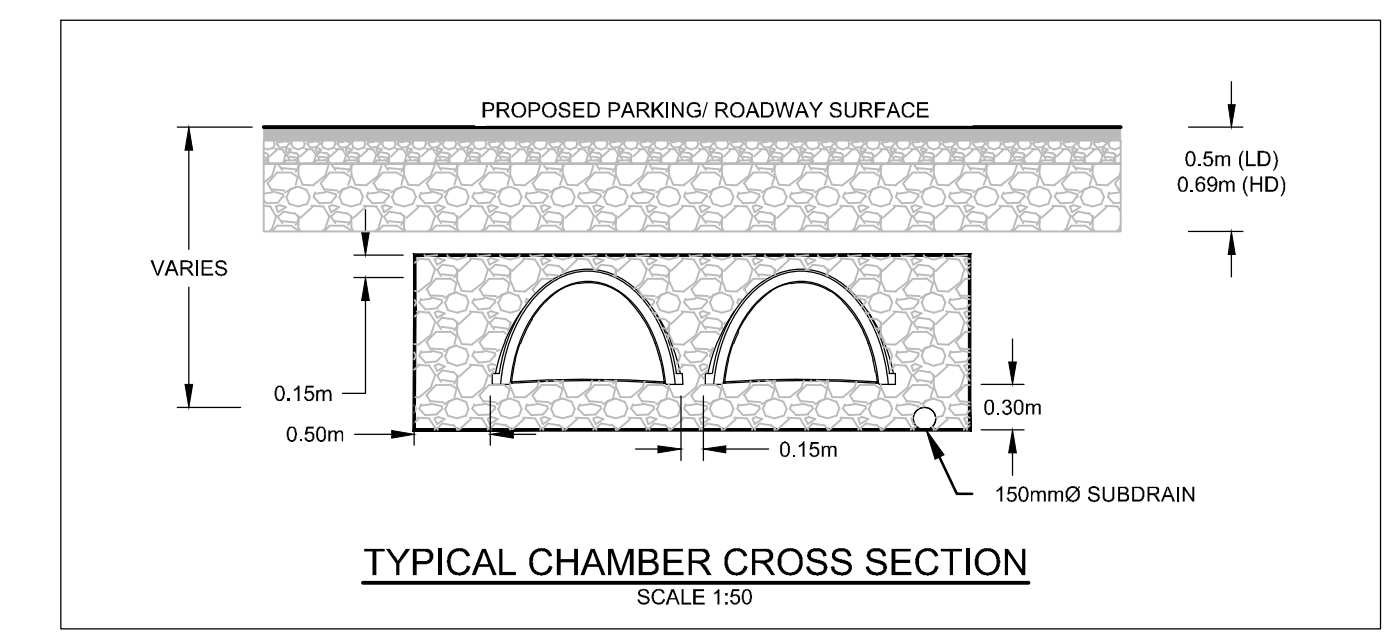 PROPOSED PARKING/ ROADWAY SURFACE
0.5m (LD)
0.69m (HD)
VARIES
0.15m
0.30m
0.50m
0.15m
150mmØ SUBDRAIN
TYPICAL CHAMBER CROSS SECTION
SCALE 1:50